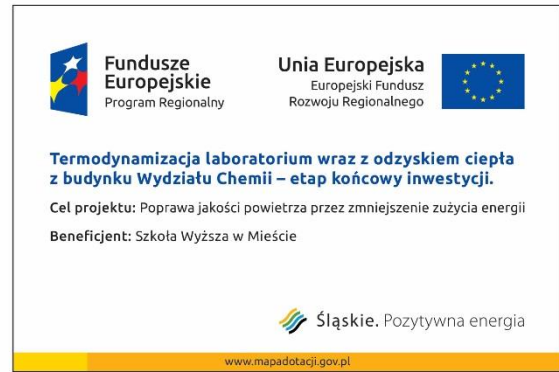 Fundusze
Europejskie
Program Regionalny
Unia Europejska
Europejski Fundusz
Rozwoju Regionalnego
Termodynamizacja laboratorium wraz z odzyskiem ciepła
z budynku Wydziału Chemii – etap końcowy inwestycji.
Cel projektu: Poprawa jakości powietrza przez zmniejszenie zużycia energii
Beneficjent: Szkoła Wyższa w Mieście
Śląskie. Pozytywna energia
www.mapadotacji.gov.pl